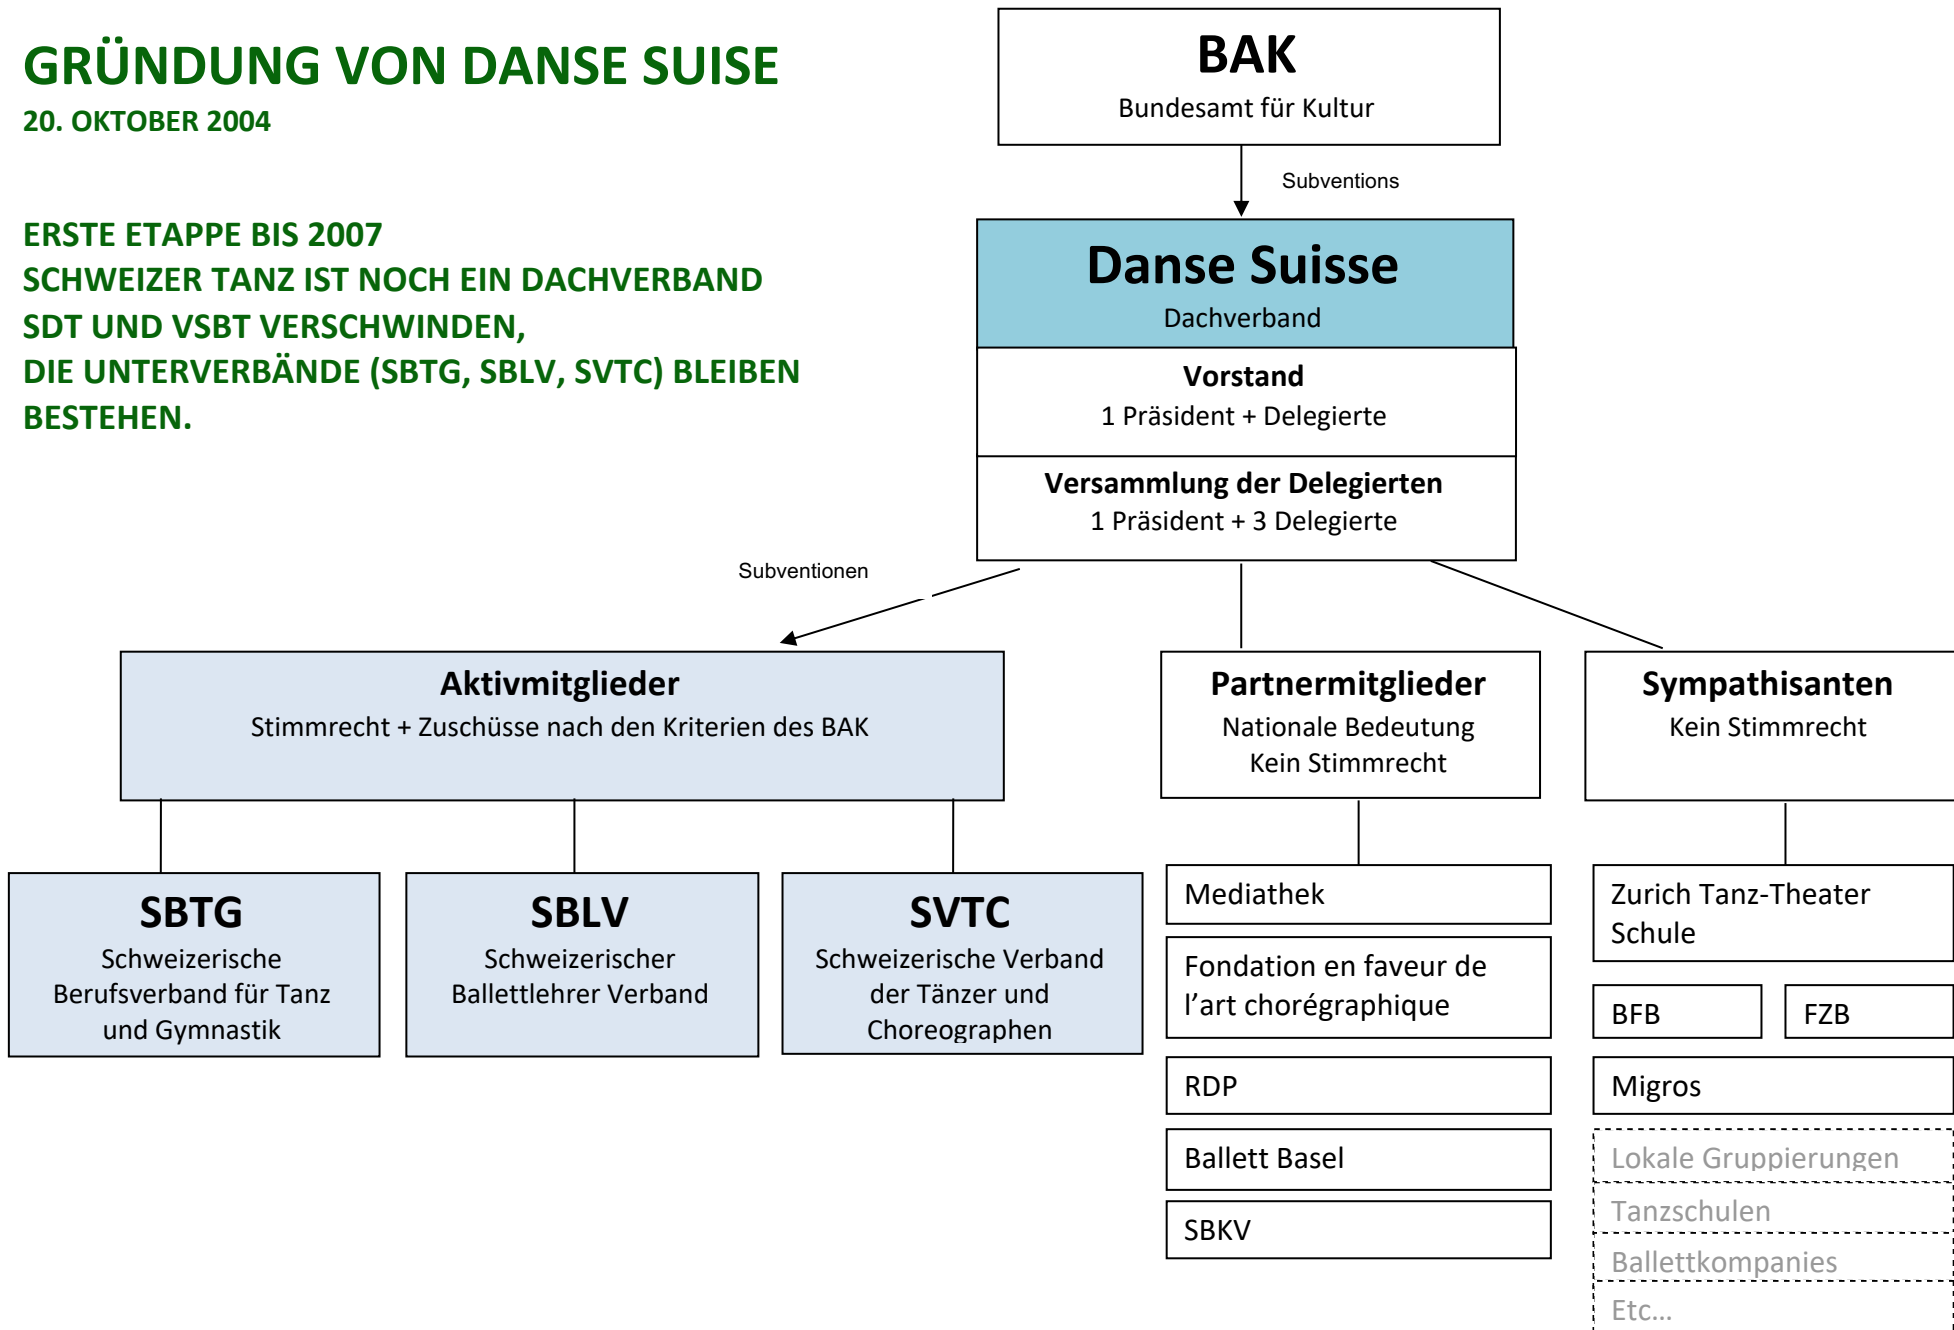 GRÜNDUNG VON DANSE SUISE
20. OKTOBER 2004
ERSTE ETAPPE BIS 2007
SCHWEIZER TANZ IST NOCH EIN DACHVERBAND
SDT UND VSBT VERSCHWINDEN,
DIE UNTERVERBÄNDE (SBTG, SBLV, SVTC) BLEIBEN
BESTEHEN.
BAK
Bundesamt für Kultur
Subventions
Danse Suisse
Dachverband
Vorstand
1 Präsident + Delegierte
Versammlung der Delegierten
1 Präsident + 3 Delegierte
Subventionen
Aktivmitglieder
Stimmrecht + Zuschüsse nach den Kriterien des BAK
SBTG
Schweizerische
Berufsverband für Tanz
und Gymnastik
SBLV
Schweizerischer
Ballettlehrer Verband
SVTC
Schweizerische Verband
der Tänzer und
Choreographen
Partnermitglieder
Nationale Bedeutung
Kein Stimmrecht
Mediathek
Fondation en faveur de
l’art chorégraphique
RDP
Ballett Basel
SBKV
Sympathisanten
Kein Stimmrecht
Zurich Tanz-Theater
Schule
BFB
FZB
Migros
Lokale Gruppierungen
Tanzschulen
Ballettkompanies
Etc…